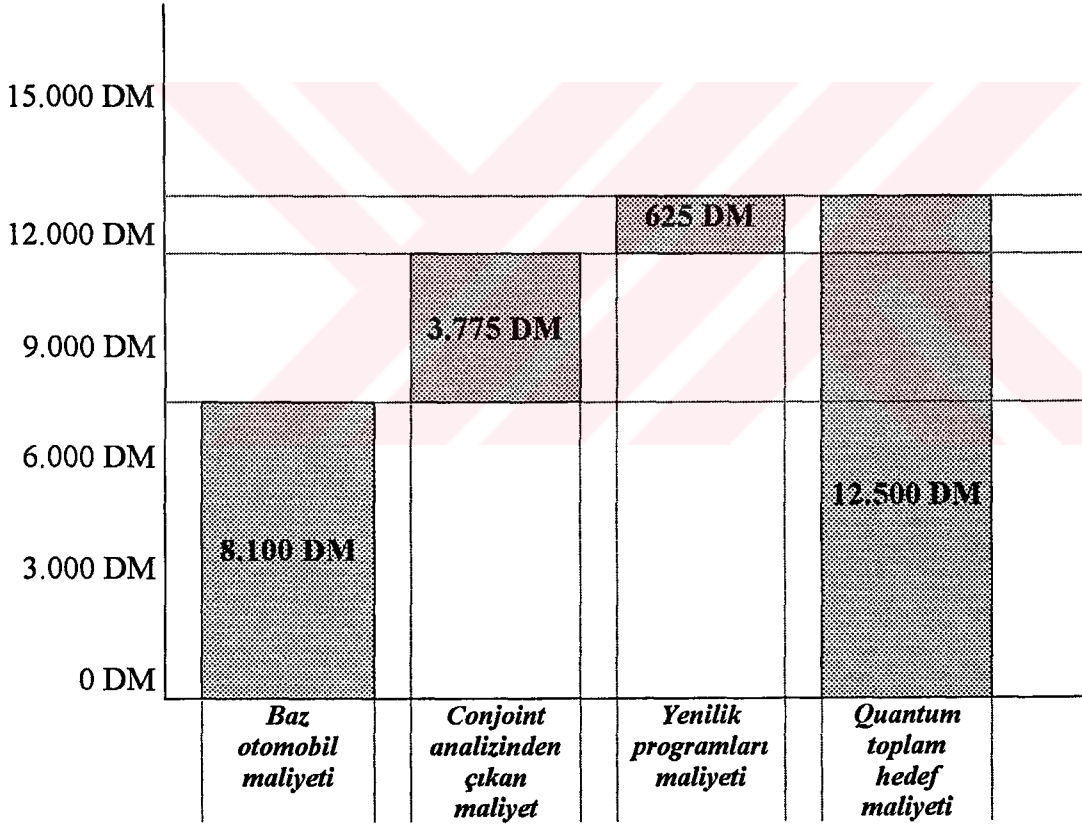 15.000 DM
12.000 DM
9.000 DM
6.000 DM
3.000 DM
0 DM
625 DM
3.775 DM
8.100 DM
12.500 DM
Baz
otomobil
maliyeti
Conjoint
analizinden
çıkan
maliyet
Yenilik
programları
maliyeti
Quantum
toplam
hedef
maliyeti